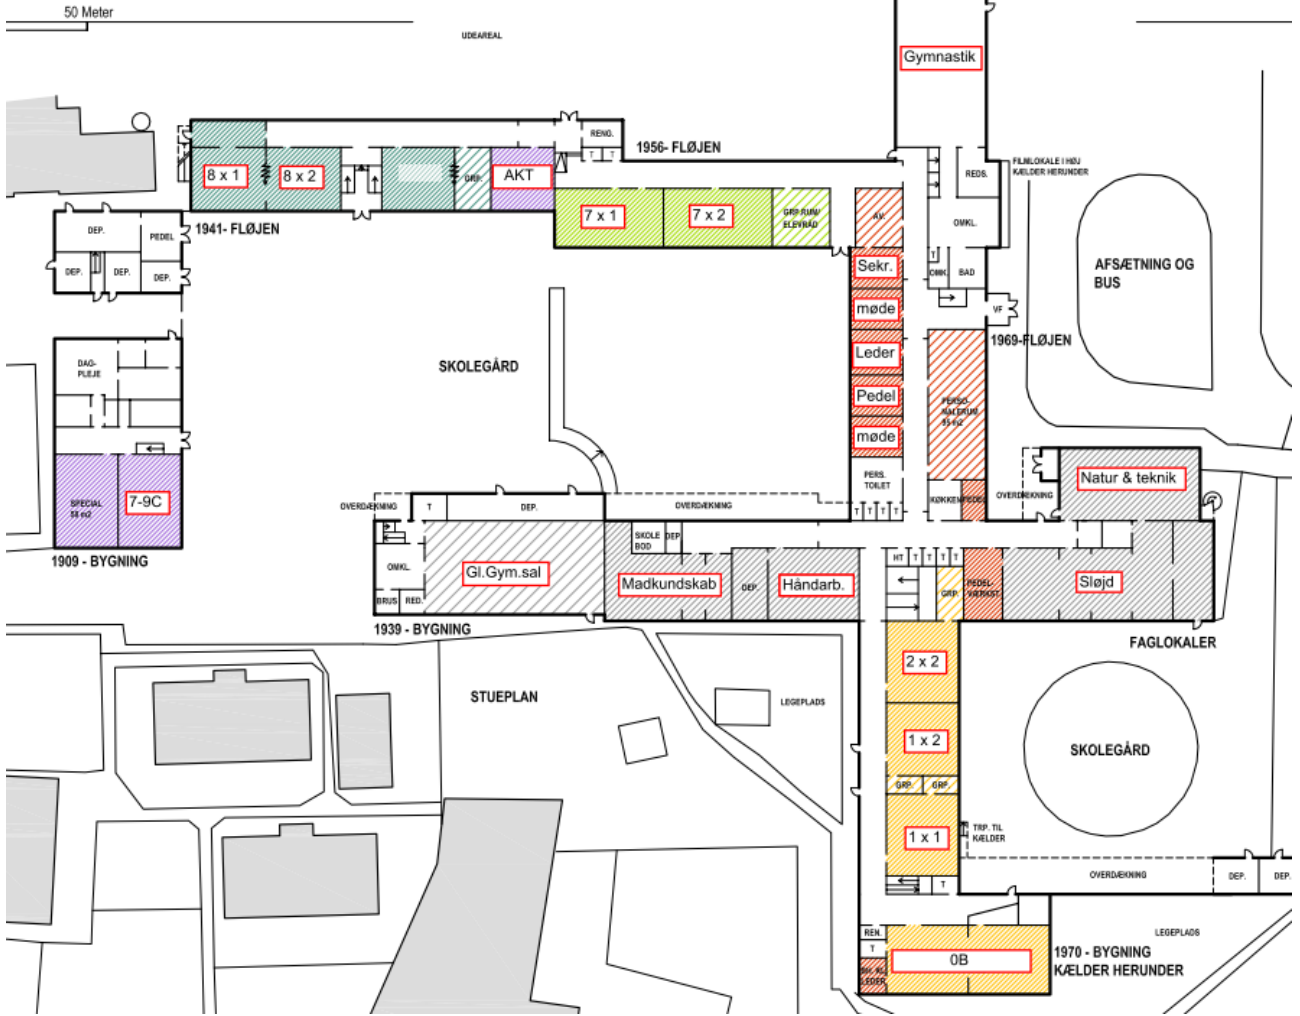 50 Meter
UDEAREAL
Gymnastik
RENG.
T T
1956- FLØJEN
FILMLOKALE I HØJ
KÆLDER HERUNDER
8 x 1
8 x 2
GRP.
AKT
REDS.
7 x 1
7 x 2
GRP.RUM/
ELEVRÅD
AV.
OMKL.
1941- FLØJEN
DEP.
PEDEL
DEP.
DEP.
DEP.
Sekr.
T
OMK.
BAD
AFSÆTNING OG
BUS
møde
VF
1969-FLØJEN
Leder
DAG-
PLEJE
SKOLEGÅRD
Pedel
PERSO-
NALERUM
95 m2
møde
PERS.
TOILET
Natur & teknik
SPECIAL
58 m2
7-9C
KØKKEN
PEDEL
OVERDÆKNING
OVERDÆKNING
T
DEP.
OVERDÆKNING
T T T T
1909 - BYGNING
SKOLE
BOD
DEP
OMKL.
Gl.Gym.sal
Madkundskab
DEP.
Håndarb.
HT T T T T
GRP.
PEDEL-
VÆRKST.
Sløjd
BRUS
RED.
1939 - BYGNING
FAGLOKALER
2 x 2
STUEPLAN
LEGEPLADS
1 x 2
SKOLEGÅRD
GRP.
GRP.
1 x 1
TRP. TIL
KÆLDER
T
OVERDÆKNING
DEP.
DEP.
REN.
T
LEDER
0B
1970 - BYGNING
KÆLDER HERUNDER
LEGEPLADS